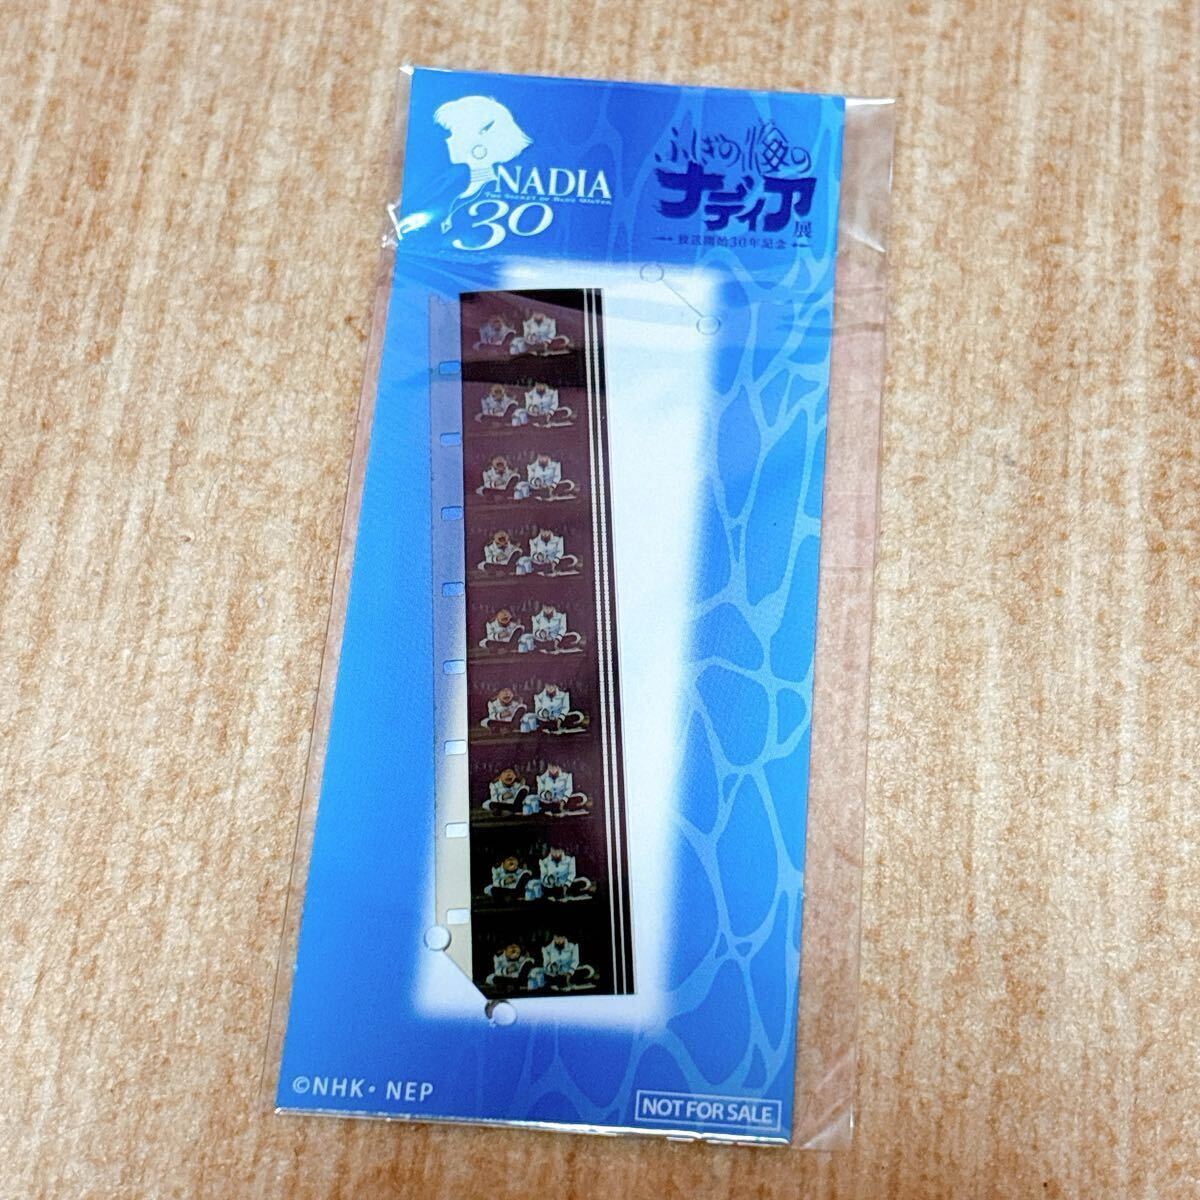 NADIA
THE SECRET OF BLUE WATER
30
ふしぎの海の
ナディア展
放送開始30年記念
©NHK・NEP
NOT FOR SALE